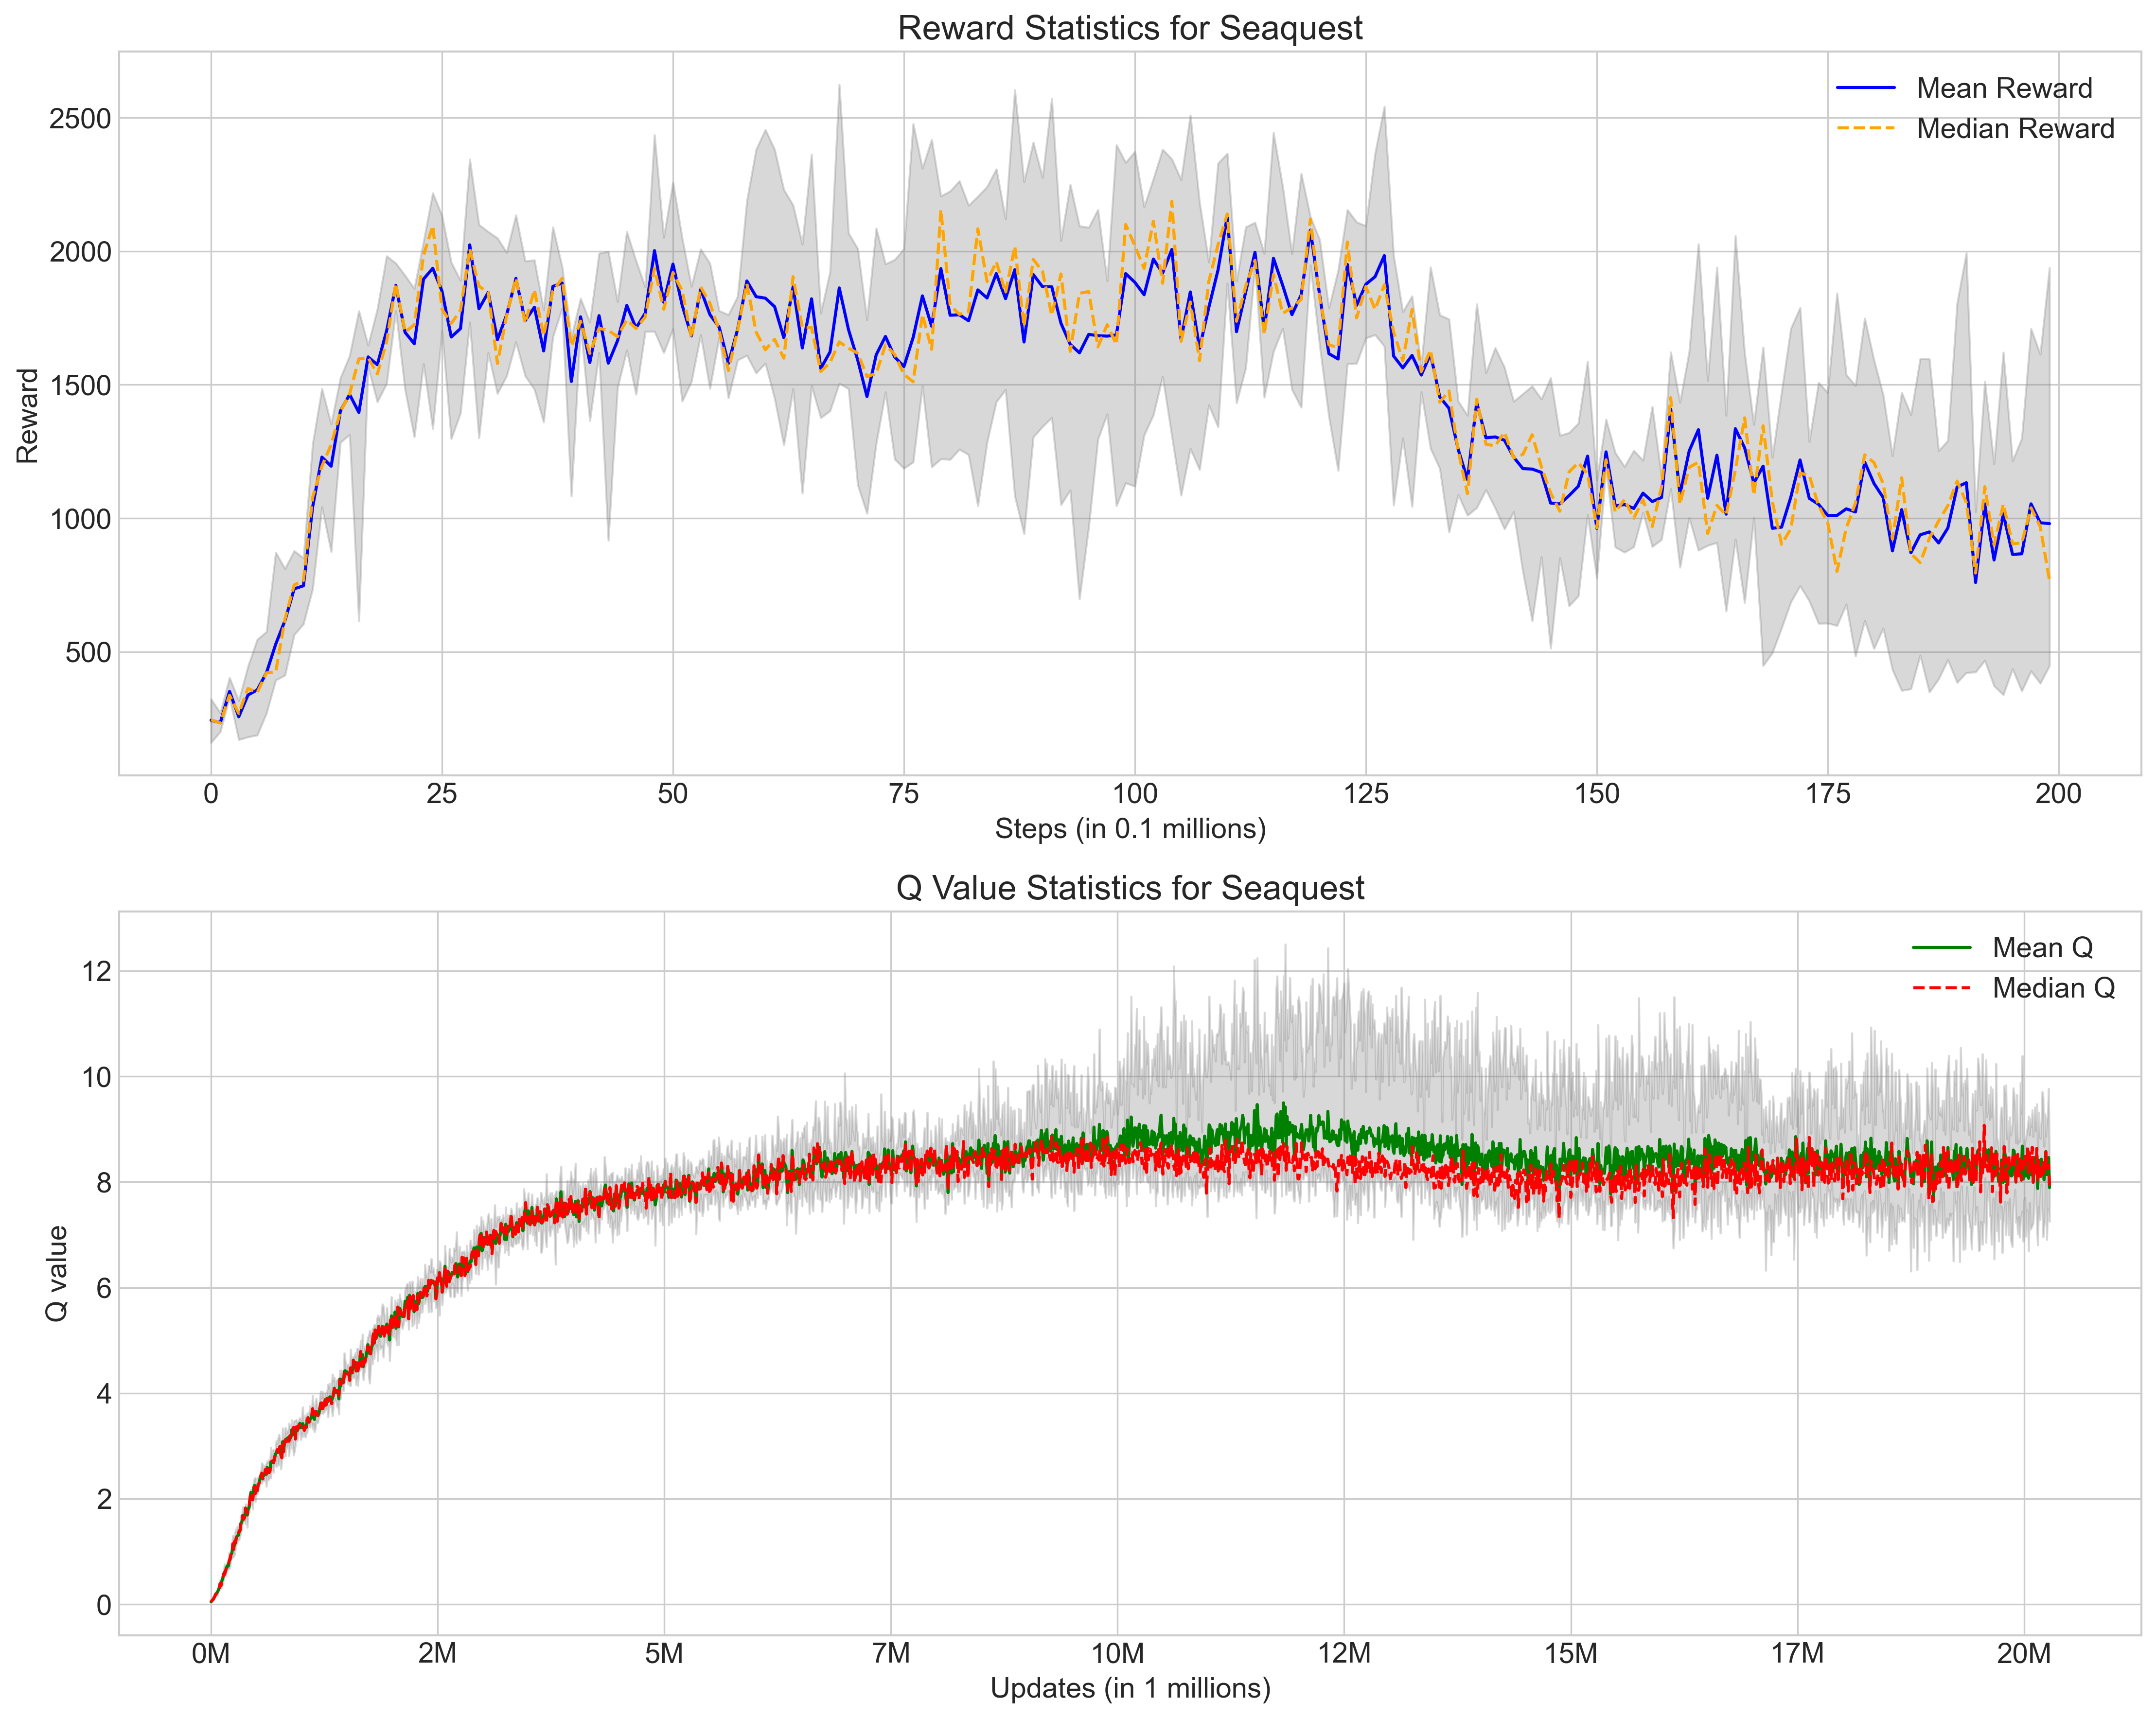 Reward Statistics for Seaquest
Mean Reward
Median Reward
2500
2000
1500
1000
500
Reward
0 25 50 75 100 125 150 175 200
Steps (in 0.1 millions)
Q Value Statistics for Seaquest
Mean Q
Median Q
12
10
8
6
4
2
0
Q value
0M 2M 5M 7M 10M 12M 15M 17M 20M
Updates (in 1 millions)